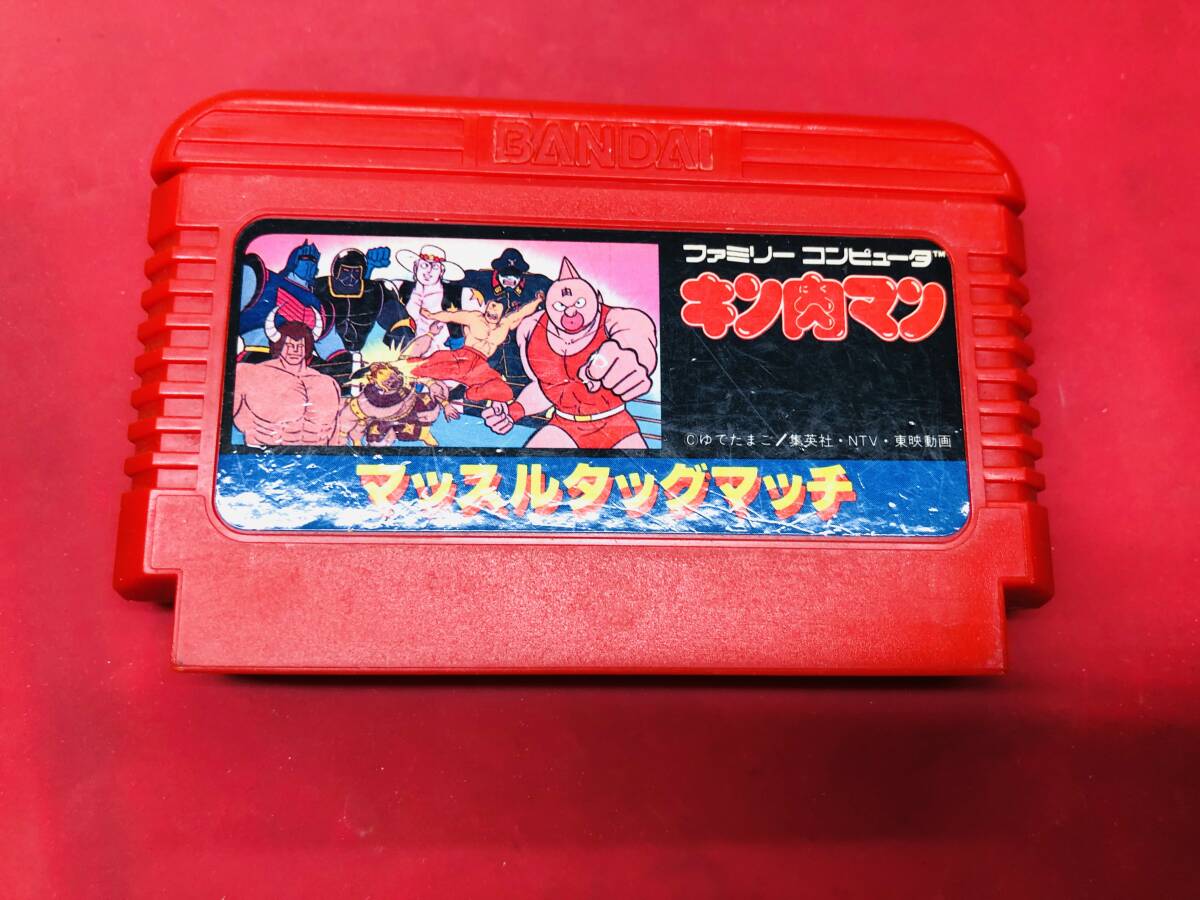 BANDAI
ファミリー コンピュータ™
キン肉マン
肉
©ゆでたまご/集英社・NTV・東映動画
マッスルタッグマッチ